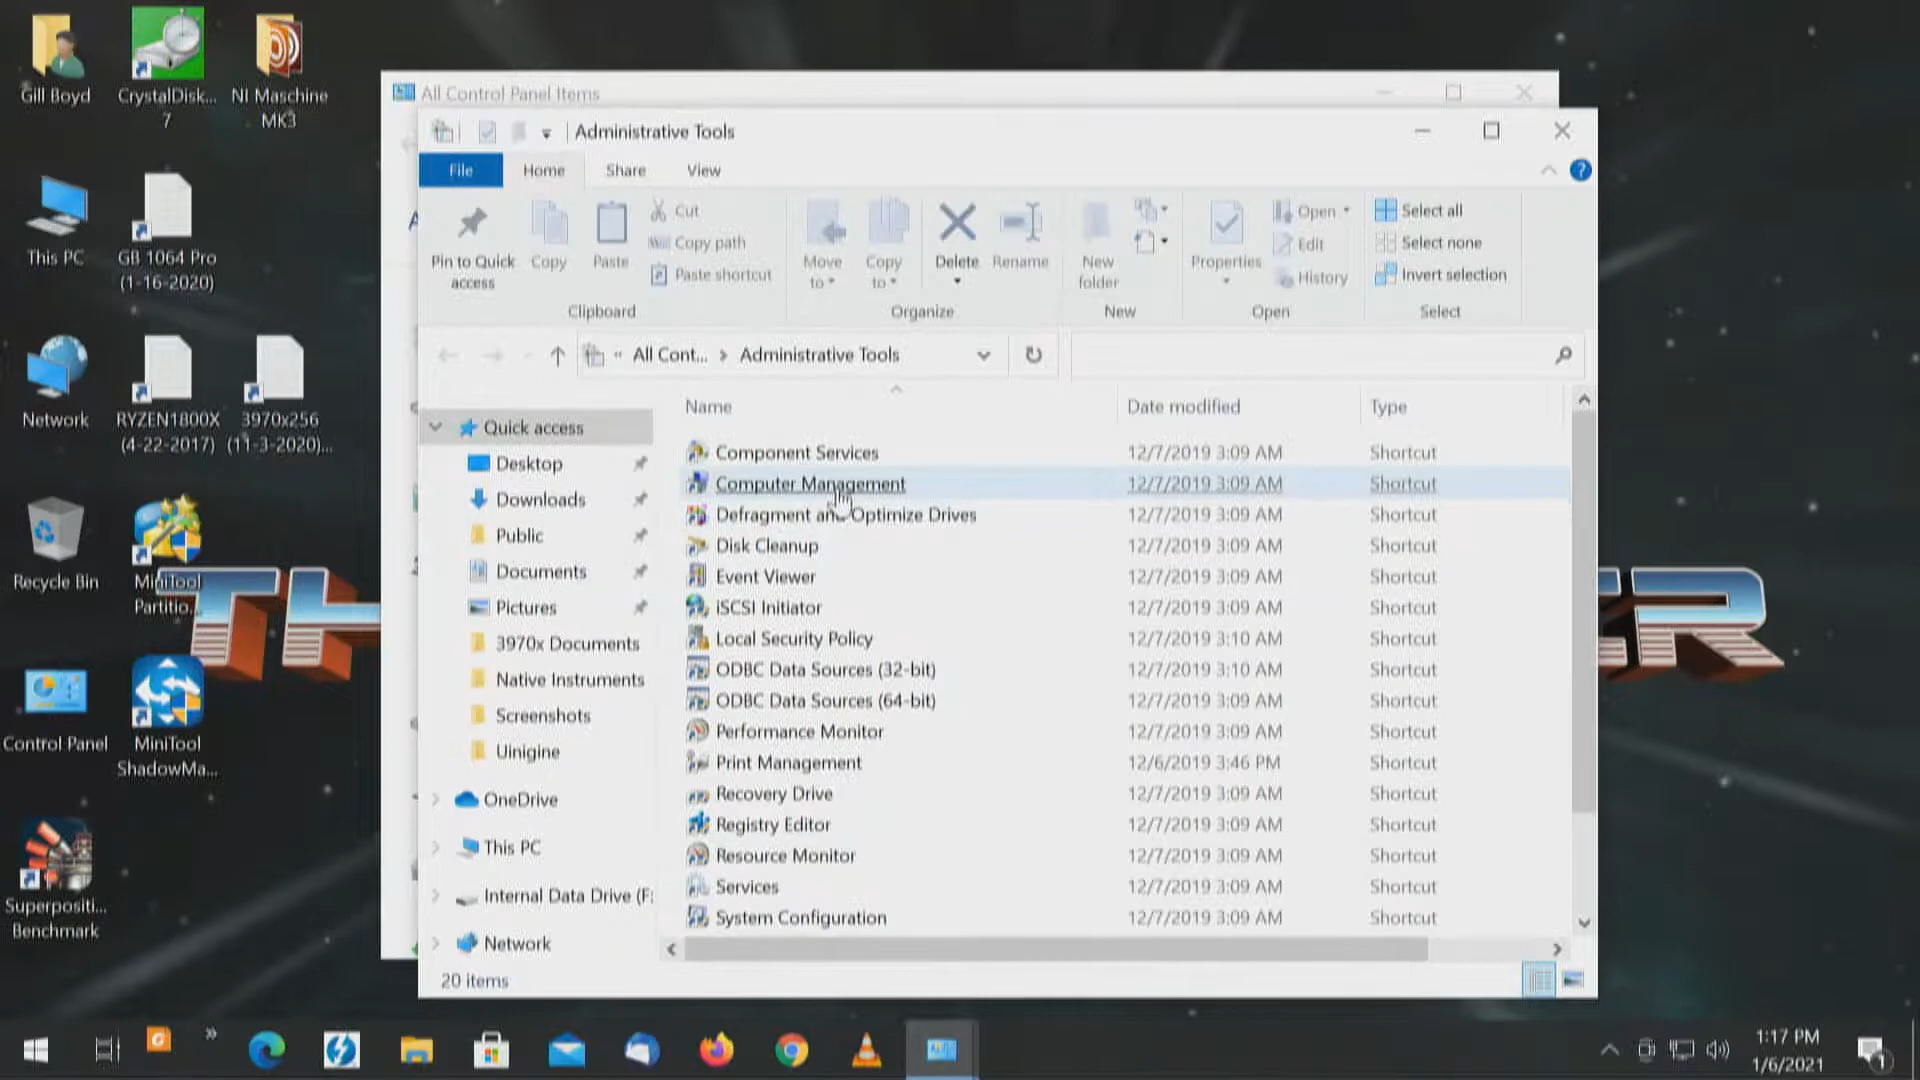 Gill Boyd
CrystalDisk...
7
NI Maschine
MK3
This PC
GB 1064 Pro
(1-16-2020)
Network
RYZEN1800X
(4-22-2017)
3970x256
(11-3-2020)...
Recycle Bin
MiniTool
Partitio...
Control Panel
MiniTool
ShadowMa...
Superpositi...
Benchmark
All Control Panel Items
Administrative Tools
File
Home
Share
View
Pin to Quick
access
Copy
Paste
Cut
Copy path
Paste shortcut
Clipboard
Move
to
Copy
to
Delete
Rename
Organize
New
folder
New
Properties
Open
Edit
History
Open
Select all
Select none
Invert selection
Select
« All Cont... > Administrative Tools
Quick access
Desktop
Downloads
Public
Documents
Pictures
3970x Documents
Native Instruments
Screenshots
Uinigine
OneDrive
This PC
Internal Data Drive (F:
Network
Name Date modified Type
Component Services 12/7/2019 3:09 AM Shortcut
Computer Management 12/7/2019 3:09 AM Shortcut
Defragment and Optimize Drives 12/7/2019 3:09 AM Shortcut
Disk Cleanup 12/7/2019 3:09 AM Shortcut
Event Viewer 12/7/2019 3:09 AM Shortcut
iSCSI Initiator 12/7/2019 3:09 AM Shortcut
Local Security Policy 12/7/2019 3:10 AM Shortcut
ODBC Data Sources (32-bit) 12/7/2019 3:10 AM Shortcut
ODBC Data Sources (64-bit) 12/7/2019 3:09 AM Shortcut
Performance Monitor 12/7/2019 3:09 AM Shortcut
Print Management 12/6/2019 3:46 PM Shortcut
Recovery Drive 12/7/2019 3:09 AM Shortcut
Registry Editor 12/7/2019 3:09 AM Shortcut
Resource Monitor 12/7/2019 3:09 AM Shortcut
Services 12/7/2019 3:09 AM Shortcut
System Configuration 12/7/2019 3:09 AM Shortcut
20 items
TH
ER
1:17 PM
1/6/2021
1